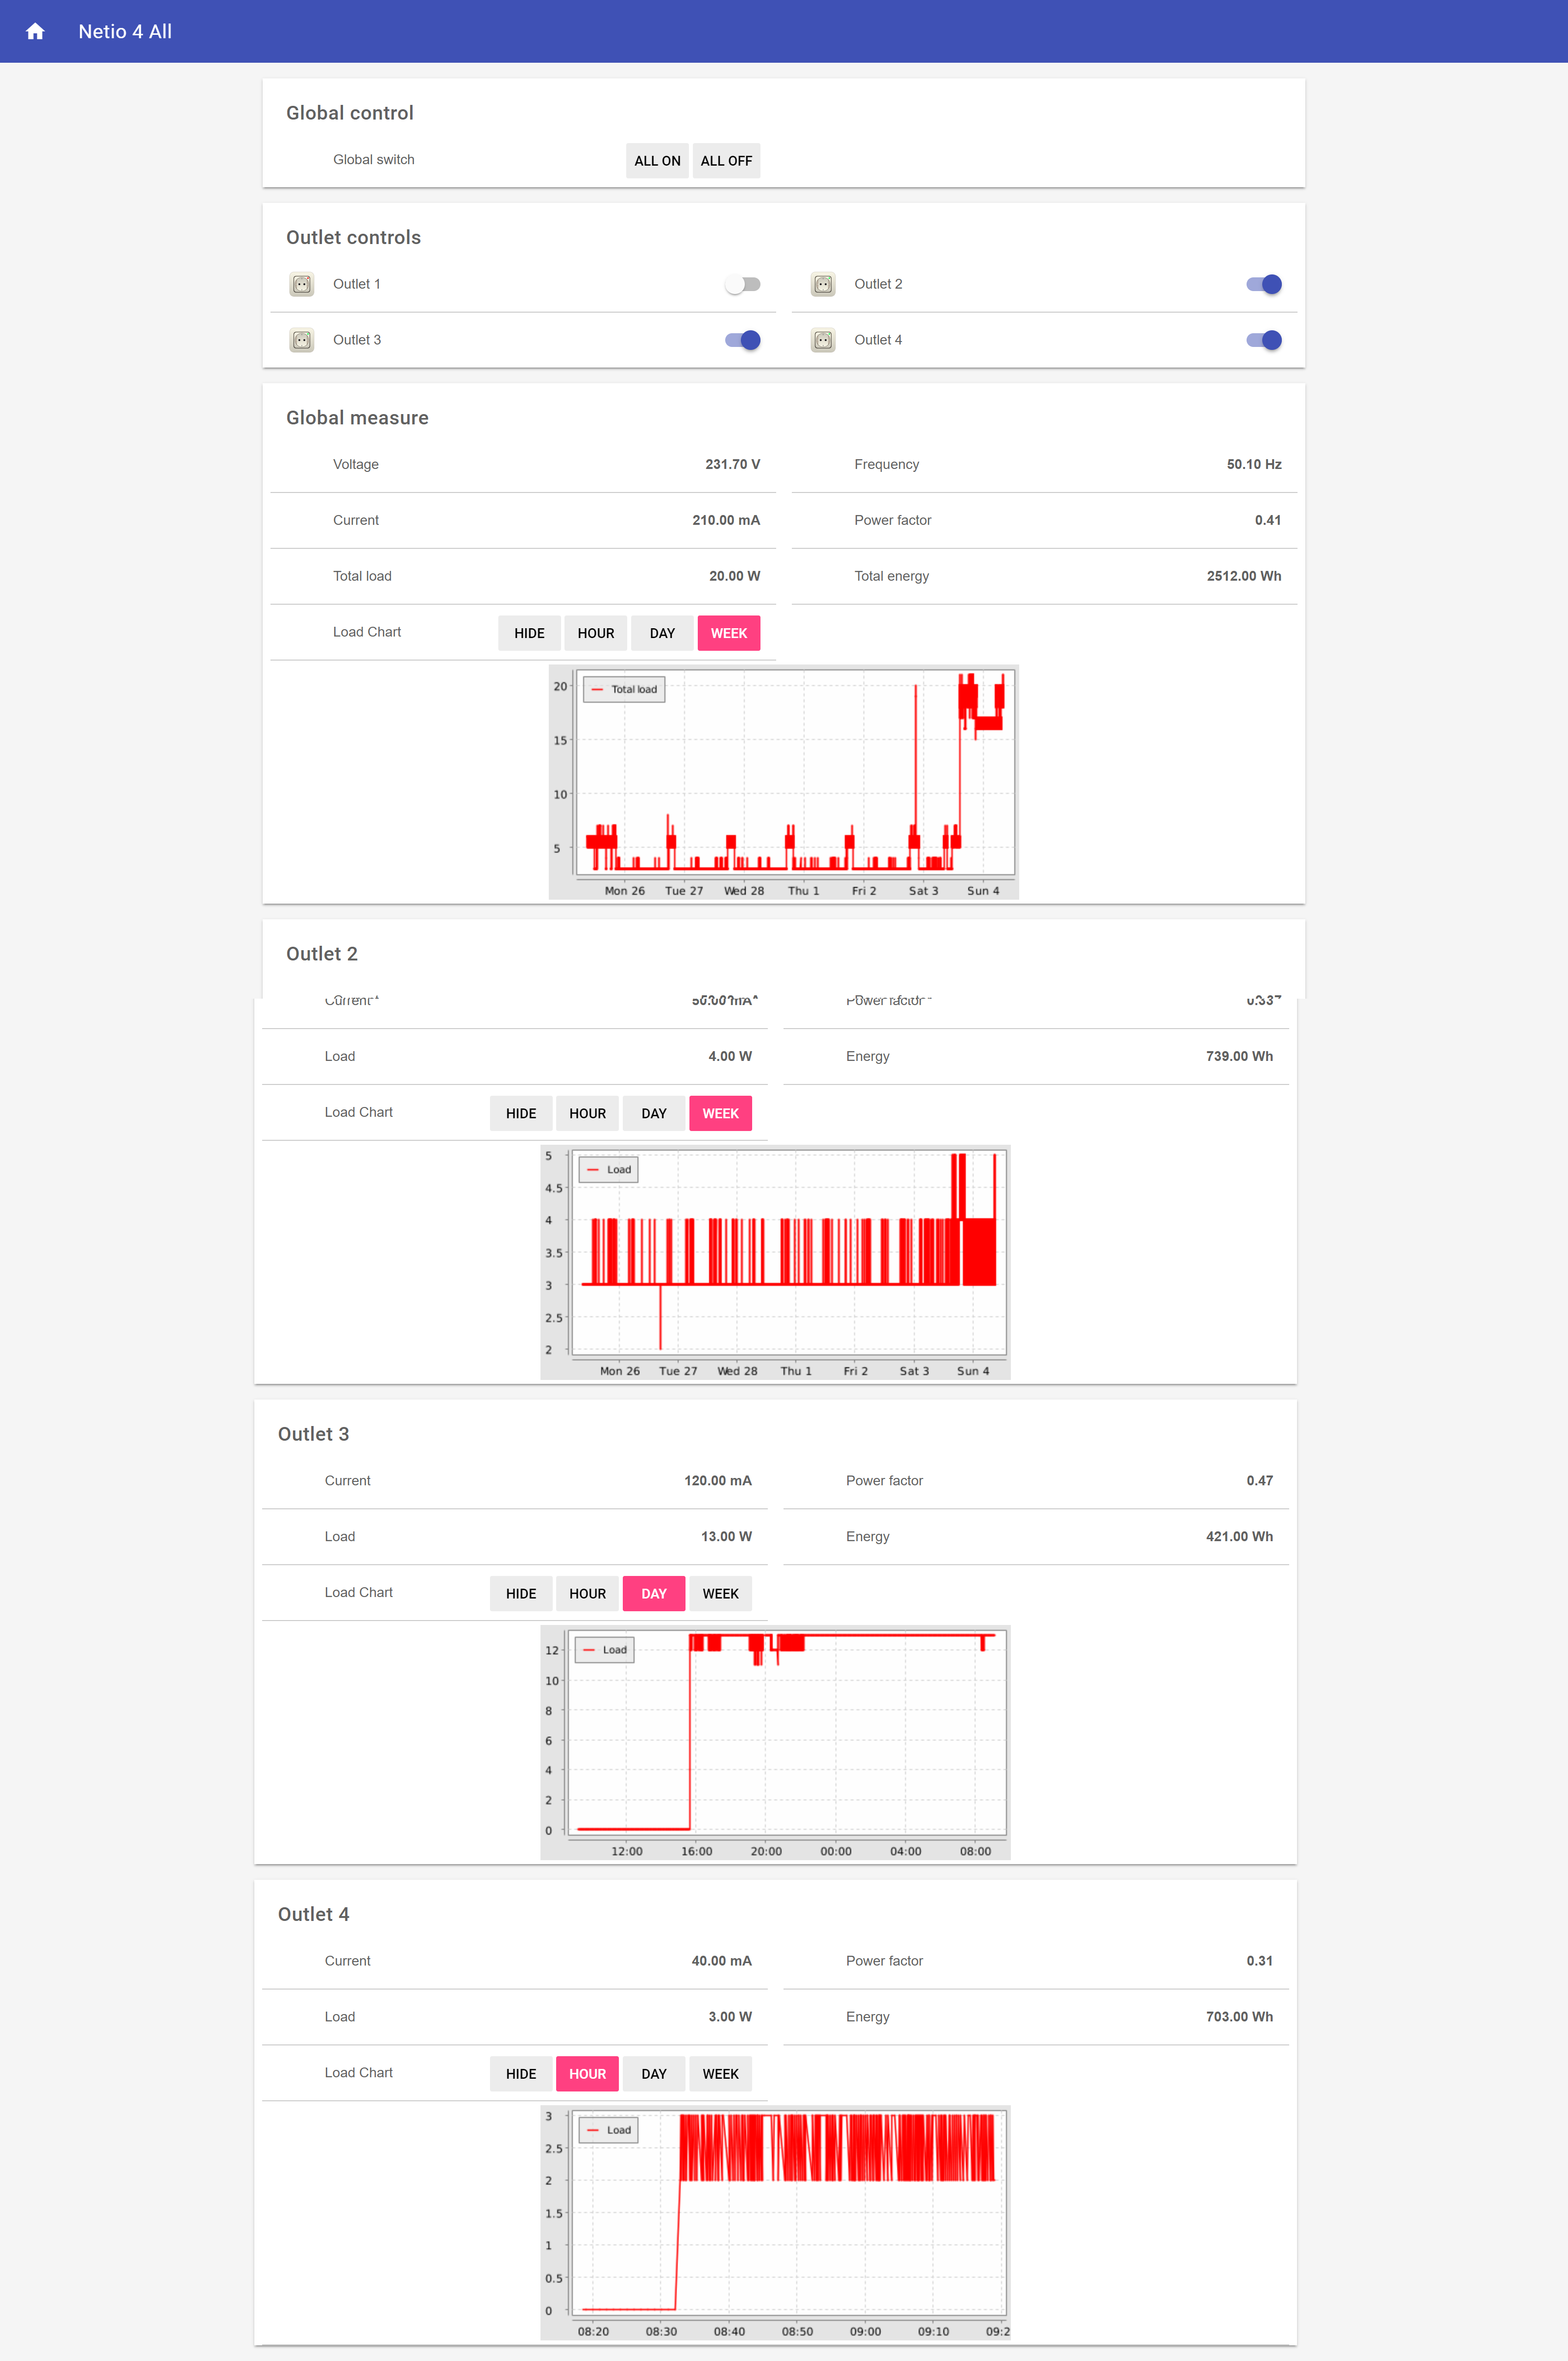 Netio 4 All
Global control
Global switch ALL ON ALL OFF
Outlet controls
Outlet 1 Outlet 2
Outlet 3 Outlet 4
Global measure
Voltage 231.70 V Frequency 50.10 Hz
Current 210.00 mA Power factor 0.41
Total load 20.00 W Total energy 2512.00 Wh
Load Chart HIDE HOUR DAY WEEK
Total load
20
15
10
5
Mon 26 Tue 27 Wed 28 Thu 1 Fri 2 Sat 3 Sun 4
Outlet 2
Current Power factor
Load 4.00 W Energy 739.00 Wh
Load Chart HIDE HOUR DAY WEEK
Load
5
4.5
4
3.5
3
2.5
2
Mon 26 Tue 27 Wed 28 Thu 1 Fri 2 Sat 3 Sun 4
Outlet 3
Current 120.00 mA Power factor 0.47
Load 13.00 W Energy 421.00 Wh
Load Chart HIDE HOUR DAY WEEK
Load
12
10
8
6
4
2
0
12:00 16:00 20:00 00:00 04:00 08:00
Outlet 4
Current 40.00 mA Power factor 0.31
Load 3.00 W Energy 703.00 Wh
Load Chart HIDE HOUR DAY WEEK
Load
3
2.5
2
1.5
1
0.5
0
08:20 08:30 08:40 08:50 09:00 09:10 09:2